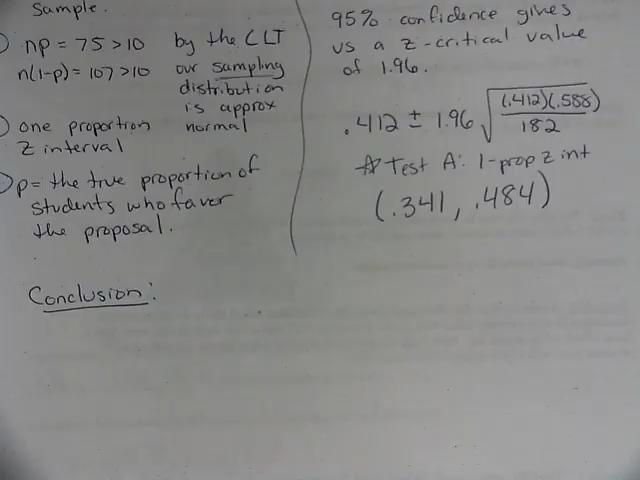 sample.
np = 75 > 10 by the CLT
n(1-p) = 107 > 10 our sampling
distribution
is approx
one proportion normal
z interval
p = the true proportion of
students who favor
the proposal.
Conclusion:
95% confidence gives
us a z-critical value
of 1.96.
.412 ± 1.96 √((.412)(.588)/182)
Test A: 1-prop z int
(.341, .484)